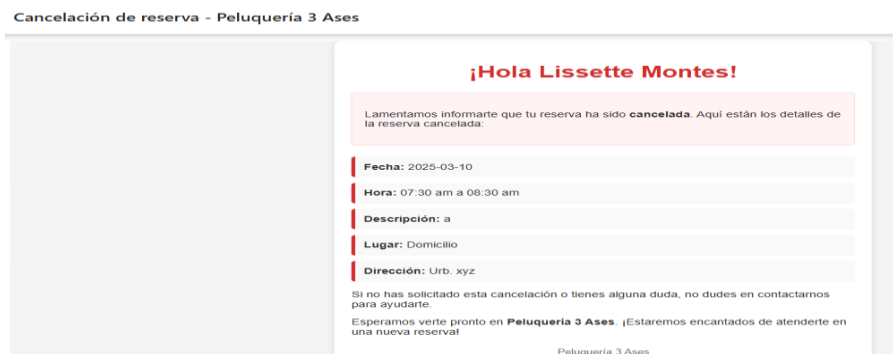 Cancelación de reserva - Peluquería 3 Ases
¡Hola Lissette Montes!
Lamentamos informarte que tu reserva ha sido cancelada. Aquí están los detalles de
la reserva cancelada:
Fecha: 2025-03-10
Hora: 07:30 am a 08:30 am
Descripción: a
Lugar: Domicilio
Dirección: Urb. xyz
Si no has solicitado esta cancelación o tienes alguna duda, no dudes en contactarnos
para ayudarte.
Esperamos verte pronto en Peluquería 3 Ases. ¡Estaremos encantados de atenderte en
una nueva reserva!
Peluquería 3 Ases